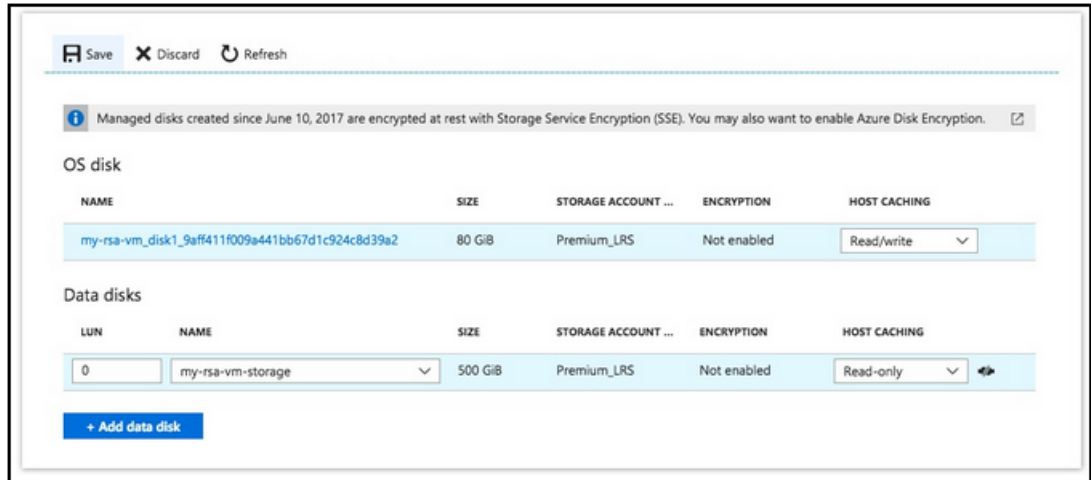 Save Discard Refresh
Managed disks created since June 10, 2017 are encrypted at rest with Storage Service Encryption (SSE). You may also want to enable Azure Disk Encryption.
OS disk
NAME SIZE STORAGE ACCOUNT ... ENCRYPTION HOST CACHING
my-rsa-vm_disk1_9aff411f009a441bb67d1c924c8d39a2 80 GiB Premium_LRS Not enabled Read/write
Data disks
LUN NAME SIZE STORAGE ACCOUNT ... ENCRYPTION HOST CACHING
0 my-rsa-vm-storage 500 GiB Premium_LRS Not enabled Read-only
+ Add data disk